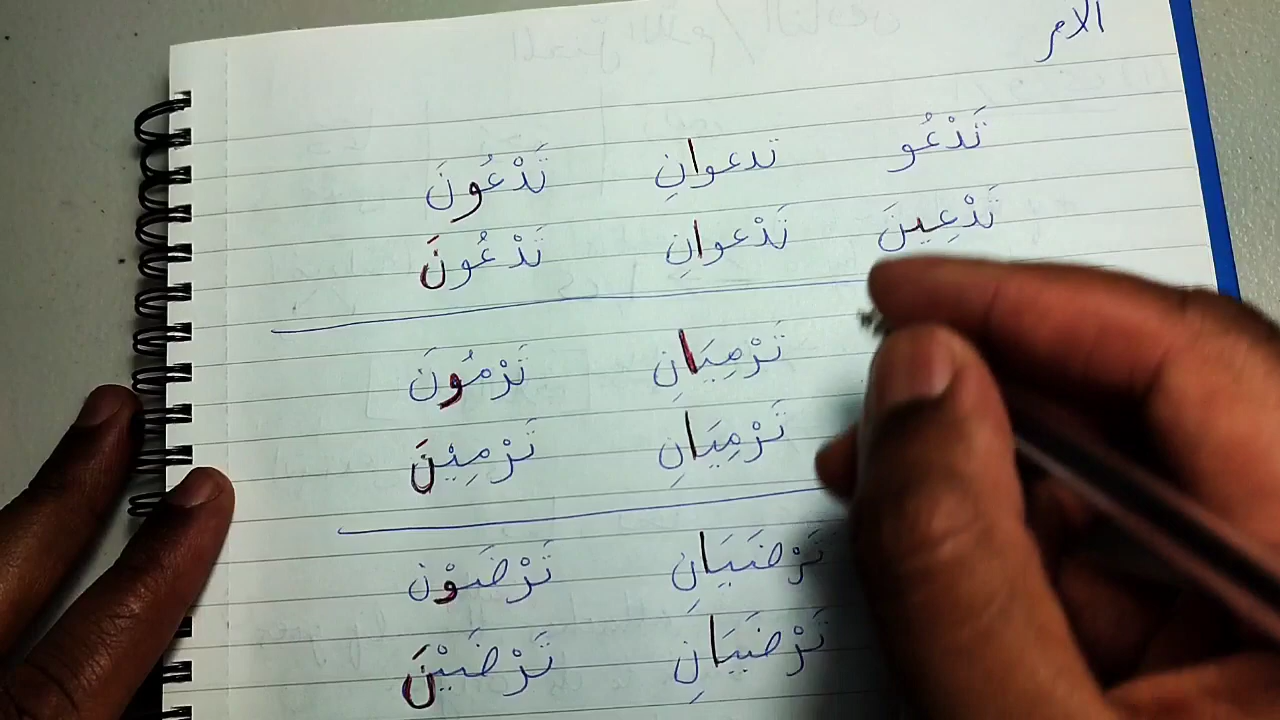 الامر
تَدْعُو تدعوانِ تَدْعُونَ
تَدْعِينَ تَدْعوانِ تَدْعُونَ
تَرْمِيَانِ تَرْمُونَ
تَرْمِيَانِ تَرْمِيْنَ
تَرْضَيَانِ تَرْضَوْن
تَرْضَيَانِ تَرْضَيْنَ